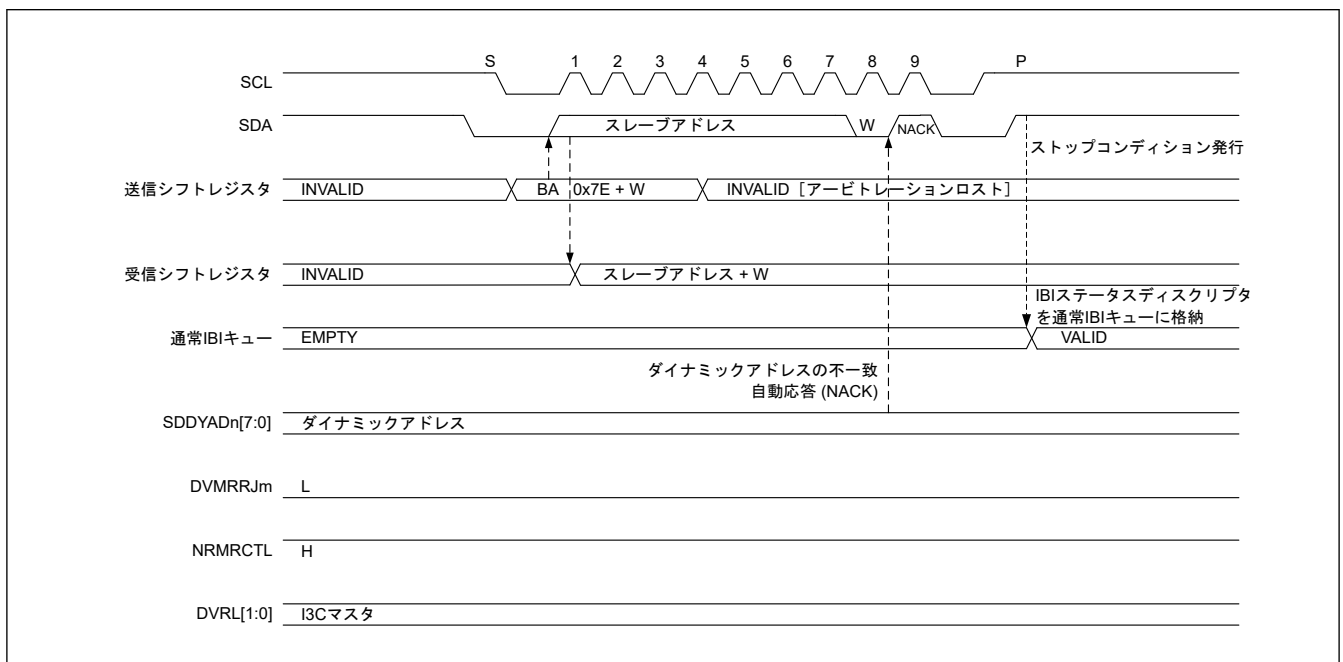 S 1 2 3 4 5 6 7 8 9 P
SCL
SDA スレーブアドレス W NACK
ストップコンディション発行
送信シフトレジスタ INVALID BA 0x7E + W INVALID［アービトレーションロスト］
受信シフトレジスタ INVALID スレーブアドレス + W
IBIステータスディスクリプタ
を通常IBIキューに格納
通常IBIキュー EMPTY VALID
ダイナミックアドレスの不一致
自動応答 (NACK)
SDDYADn[7:0] ダイナミックアドレス
DVMRRJm L
NRMRCTL H
DVRL[1:0] I3Cマスタ